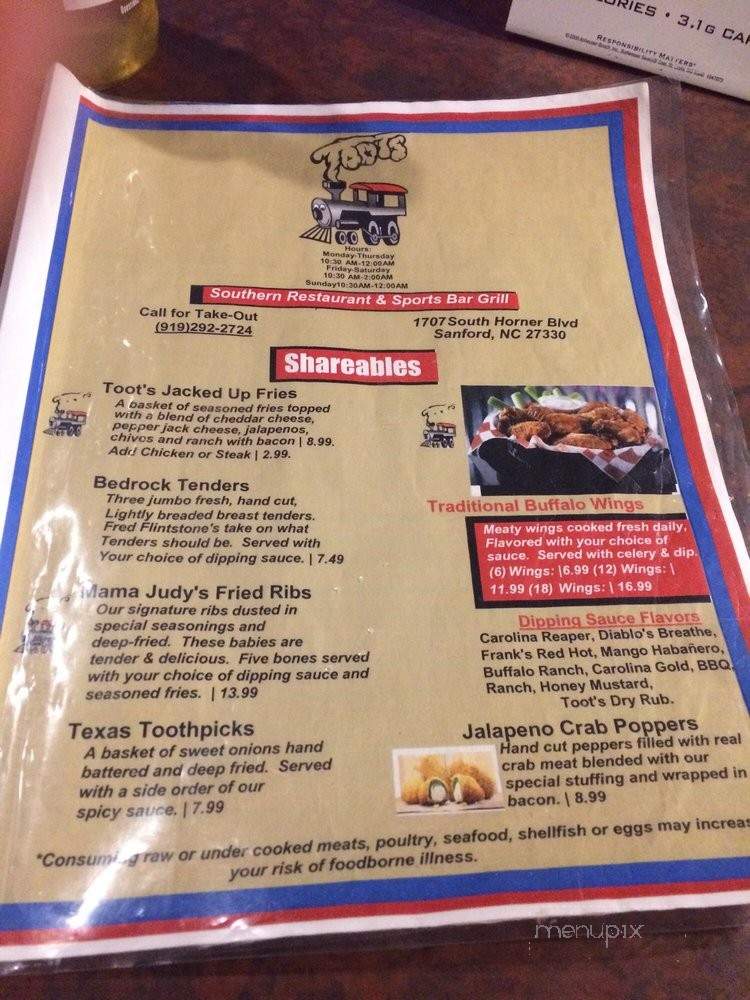 ORIES • 3.1G CA
RESPONSIBILITY MATTERS
TOOTS
Hours:
Monday-Thursday
10:30 AM-12:00AM
Friday-Saturday
10:30 AM-2:00AM
Sunday10:30AM-12:00AM
Southern Restaurant & Sports Bar Grill
Call for Take-Out
(919)292-2724
1707 South Horner Blvd
Sanford, NC 27330
Shareables
Toot's Jacked Up Fries
A basket of seasoned fries topped
with a blend of cheddar cheese,
pepper jack cheese, jalapenos,
chives and ranch with bacon | 8.99.
Add Chicken or Steak | 2.99.
Bedrock Tenders
Three jumbo fresh, hand cut,
Lightly breaded breast tenders.
Fred Flintstone's take on what
Tenders should be. Served with
Your choice of dipping sauce. | 7.49
Mama Judy's Fried Ribs
Our signature ribs dusted in
special seasonings and
deep-fried. These babies are
tender & delicious. Five bones served
with your choice of dipping sauce and
seasoned fries. | 13.99
Texas Toothpicks
A basket of sweet onions hand
battered and deep fried. Served
with a side order of our
spicy sauce. | 7.99
Traditional Buffalo Wings
Meaty wings cooked fresh daily,
Flavored with your choice of
sauce. Served with celery & dip.
(6) Wings: |6.99 (12) Wings: |
11.99 (18) Wings: | 16.99
Dipping Sauce Flavors
Carolina Reaper, Diablo's Breathe,
Frank's Red Hot, Mango Habañero,
Buffalo Ranch, Carolina Gold, BBQ,
Ranch, Honey Mustard,
Toot's Dry Rub.
Jalapeno Crab Poppers
Hand cut peppers filled with real
crab meat blended with our
special stuffing and wrapped in
bacon. | 8.99
*Consuming raw or under cooked meats, poultry, seafood, shellfish or eggs may increas
your risk of foodborne illness.
menupix